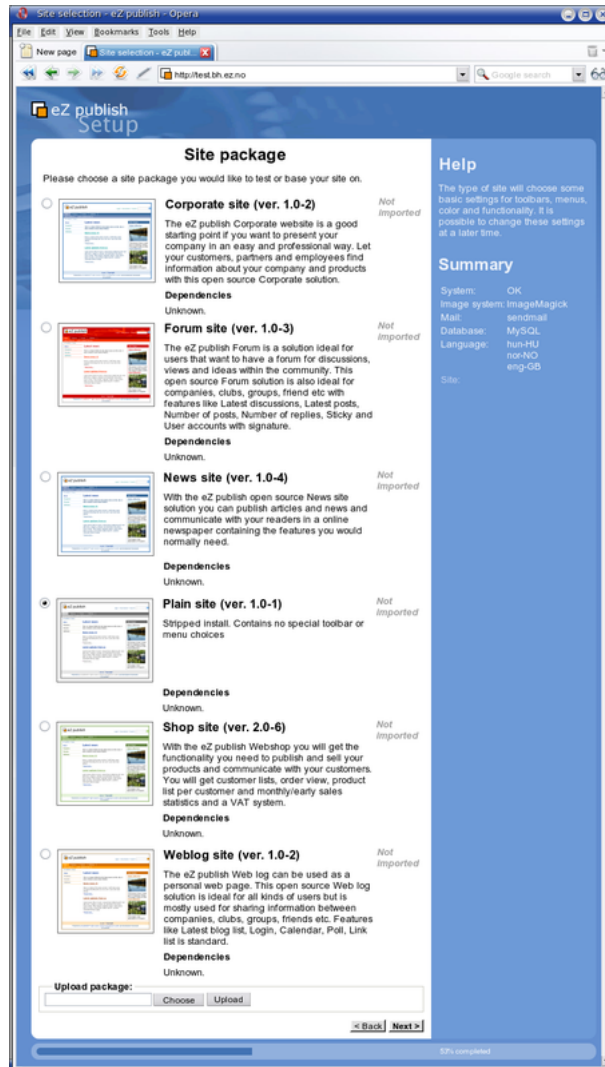 Site selection - eZ publish - Opera
File Edit View Bookmarks Tools Help
New page
Site selection - eZ publ...
http://test.bh.ez.no
Google search
eZ publish
Setup
Site package
Please choose a site package you would like to test or base your site on.
Corporate site (ver. 1.0-2)
Not
Imported
The eZ publish Corporate website is a good
starting point if you want to present your
company in an easy and professional way. Let
your customers, partners and employees find
information about your company and products
with this open source Corporate solution.
Dependencies
Unknown.
Forum site (ver. 1.0-3)
Not
Imported
The eZ publish Forum is a solution ideal for
users that want to have a forum for discussions,
views and ideas within the community. This
open source Forum solution is also ideal for
companies, clubs, groups, friend etc with
features like Latest discussions, Latest posts,
Number of posts, Number of replies, Sticky and
User accounts with signature.
Dependencies
Unknown.
News site (ver. 1.0-4)
Not
Imported
With the eZ publish open source News site
solution you can publish articles and news and
communicate with your readers in a online
newspaper containing the features you would
normally need.
Dependencies
Unknown.
Plain site (ver. 1.0-1)
Not
Imported
Stripped install. Contains no special toolbar or
menu choices
Dependencies
Unknown.
Shop site (ver. 2.0-6)
Not
Imported
With the eZ publish Webshop you will get the
functionality you need to publish and sell your
products and communicate with your customers.
You will get customer lists, order view, product
list per customer and monthly/early sales
statistics and a VAT system.
Dependencies
Unknown.
Weblog site (ver. 1.0-2)
Not
Imported
The eZ publish Web log can be used as a
personal web page. This open source Web log
solution is ideal for all kinds of users but is
mostly used for sharing information between
companies, clubs, groups, friends etc. Features
like Latest blog list, Login, Calendar, Poll, Link
list is standard.
Dependencies
Unknown.
Upload package:
Choose Upload
< Back Next >
Help
The type of site will choose some
basic settings for toolbars, menus,
color and functionality. It is
possible to change these settings
at a later time.
Summary
System: OK
Image system: ImageMagick
Mail: sendmail
Database: MySQL
Language: hun-HU
nor-NO
eng-GB
Site:
53% completed